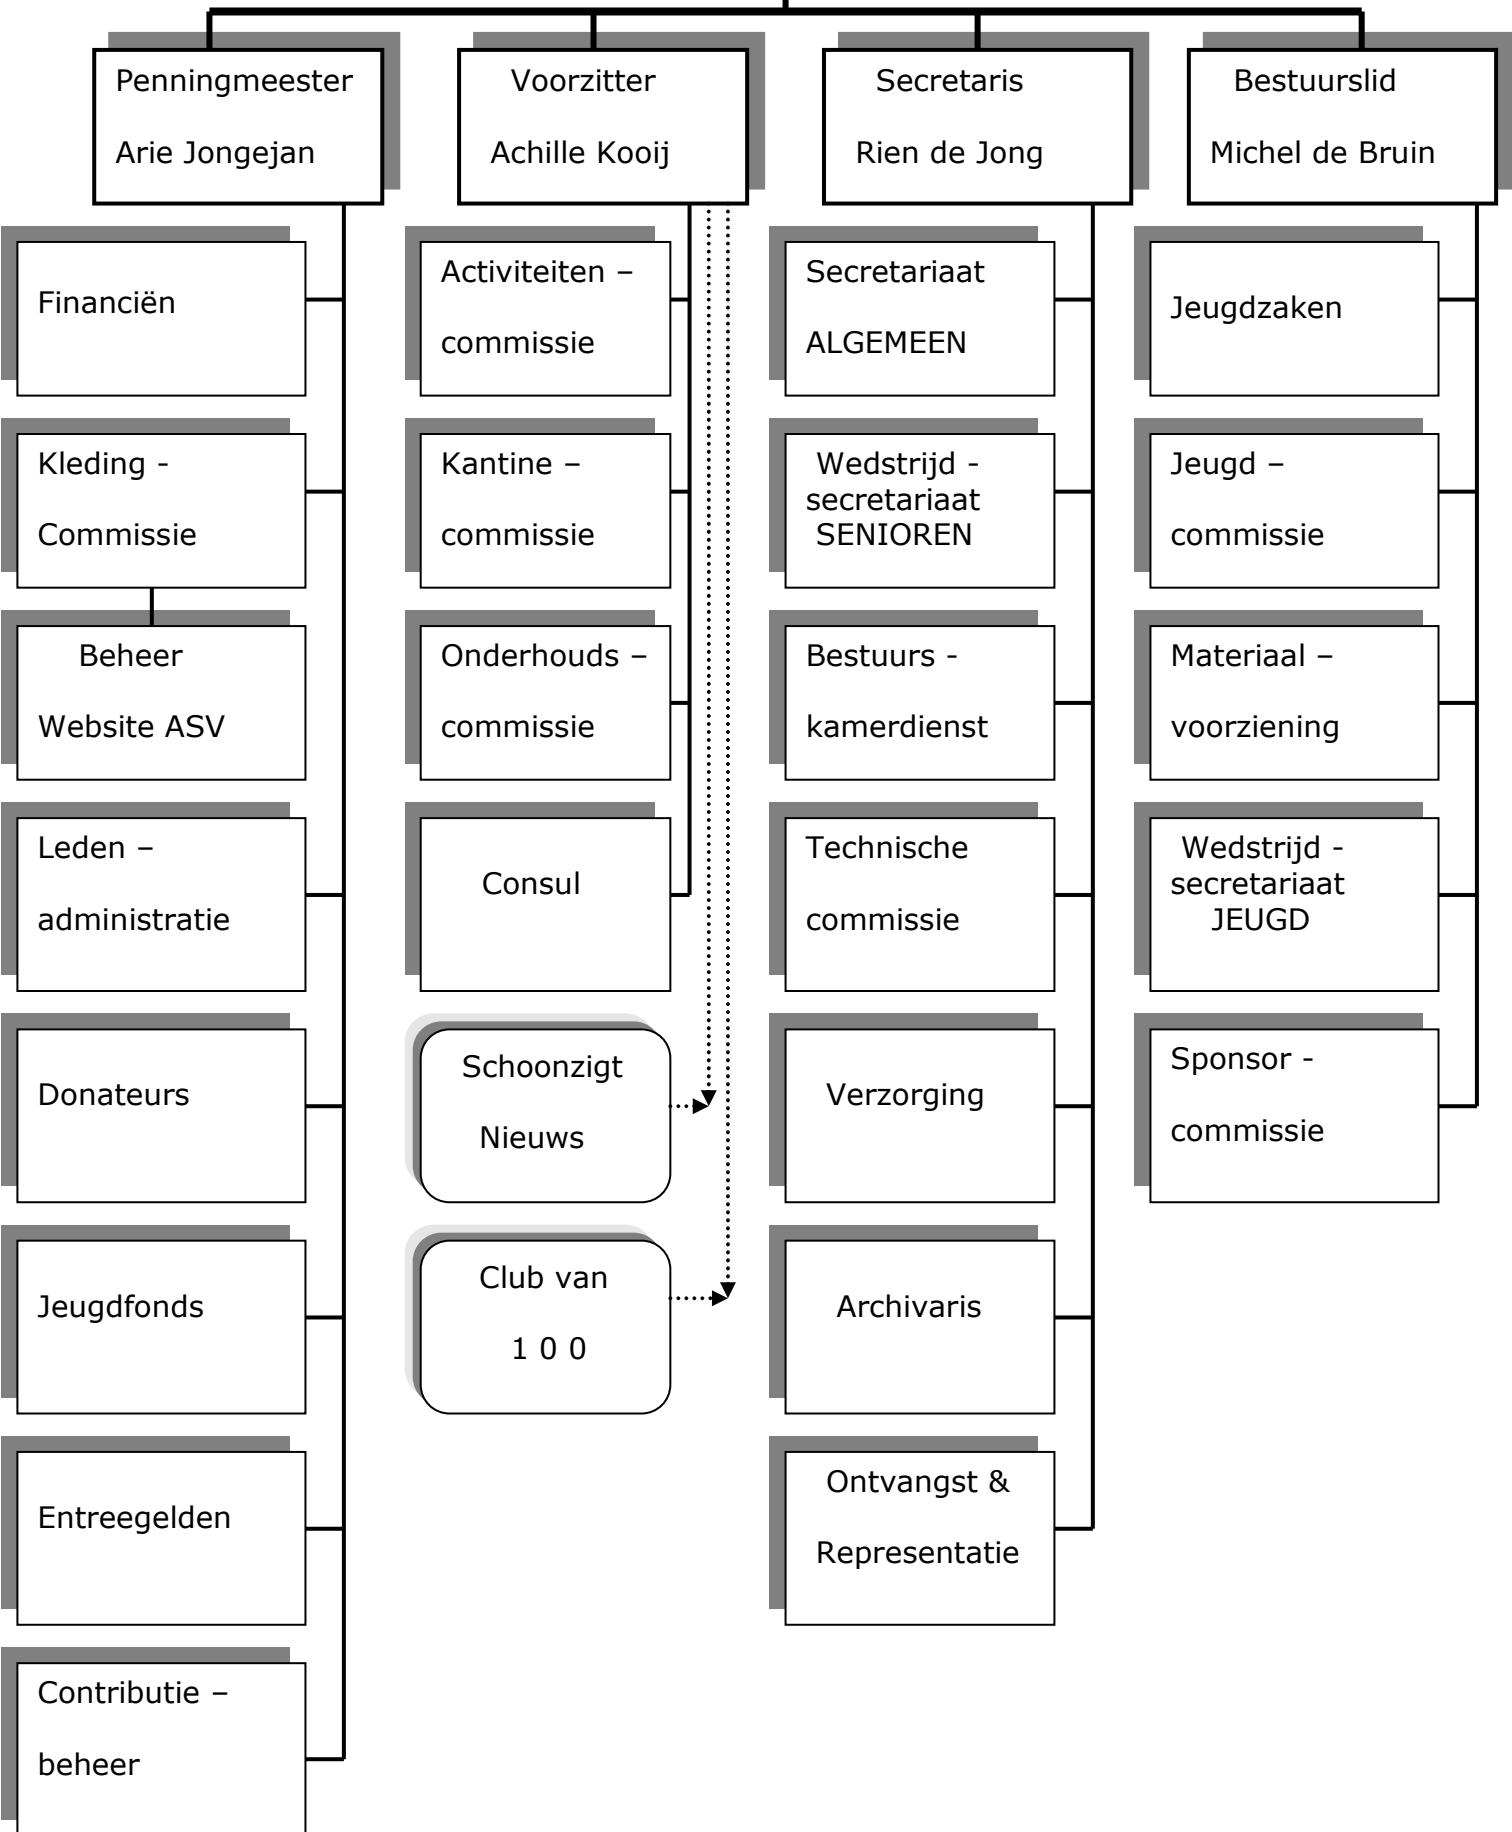 Penningmeester
Arie Jongejan
Voorzitter
Achille Kooij
Secretaris
Rien de Jong
Bestuurslid
Michel de Bruin
Financiën
Kleding -
Commissie
Beheer
Website ASV
Leden –
administratie
Donateurs
Jeugdfonds
Entreegelden
Contributie –
beheer
Activiteiten –
commissie
Kantine –
commissie
Onderhouds –
commissie
Consul
Schoonzigt
Nieuws
Club van
1 0 0
Secretariaat
ALGEMEEN
Wedstrijd -
secretariaat
SENIOREN
Bestuurs -
kamerdienst
Technische
commissie
Verzorging
Archivaris
Ontvangst &
Representatie
Jeugdzaken
Jeugd –
commissie
Materiaal –
voorziening
Wedstrijd -
secretariaat
JEUGD
Sponsor -
commissie